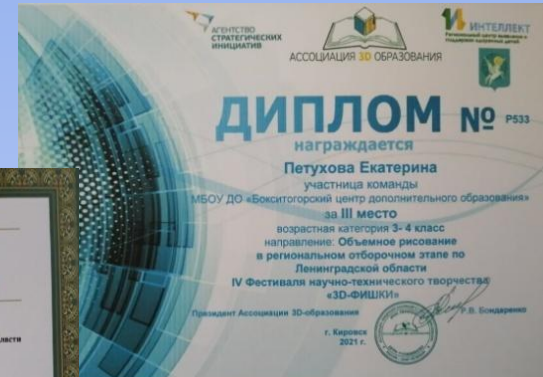 АГЕНТСТВО
СТРАТЕГИЧЕСКИХ
ИНИЦИАТИВ
АССОЦИАЦИЯ 3D ОБРАЗОВАНИЯ
ИНТЕЛЛЕКТ
ДИПЛОМ № Р533
награждается
Петухова Екатерина
участница команды
МБОУ ДО «Бокситогорский центр дополнительного образования»
за III место
возрастная категория 3- 4 класс
направление: Объемное рисование
в региональном отборочном этапе по
Ленинградской области
IV Фестиваля научно-технического творчества
«3D-ФИШКИ»
Президент Ассоциации 3D-образования Р.В. Бондаренко
г. Кировск
2021 г.